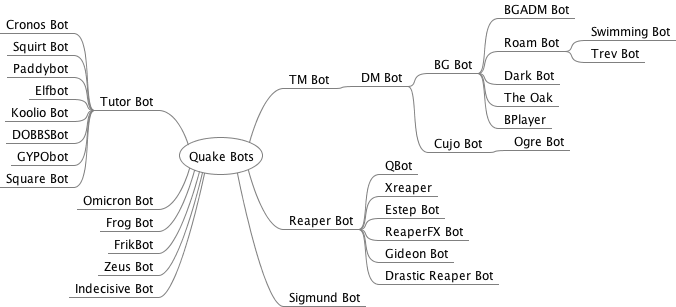 Quake Bots
Tutor Bot
Cronos Bot
Squirt Bot
Paddybot
Elfbot
Koolio Bot
DOBBSBot
GYPObot
Square Bot
Omicron Bot
Frog Bot
FrikBot
Zeus Bot
Indecisive Bot
TM Bot
DM Bot
BG Bot
BGADM Bot
Roam Bot
Swimming Bot
Trev Bot
Dark Bot
The Oak
BPlayer
Cujo Bot
Ogre Bot
Reaper Bot
QBot
Xreaper
Estep Bot
ReaperFX Bot
Gideon Bot
Drastic Reaper Bot
Sigmund Bot